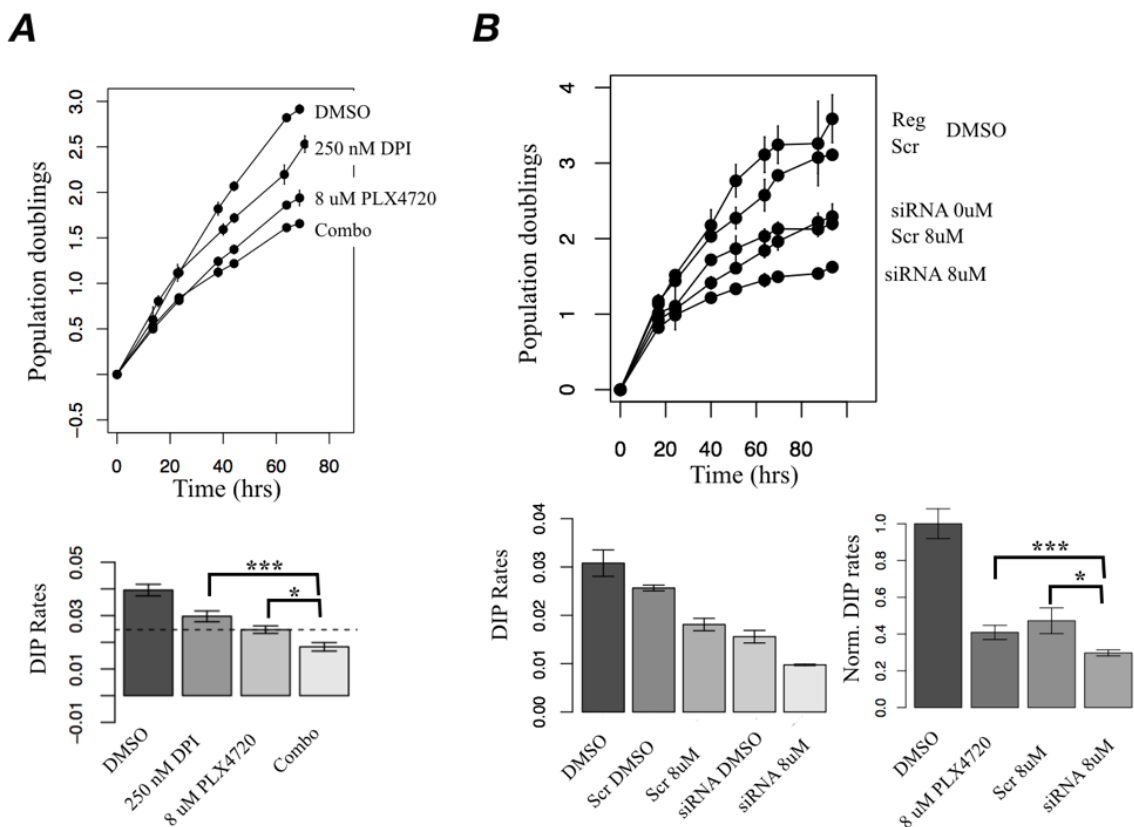 A
B
Population doublings
3.0
2.5
2.0
1.5
1.0
0.5
−0.5
DMSO
250 nM DPI
8 uM PLX4720
Combo
0 20 40 60 80
Time (hrs)
Population doublings
4
3
2
1
0
Reg DMSO
Scr
siRNA 0uM
Scr 8uM
siRNA 8uM
0 20 40 60 80
Time (hrs)
DIP Rates
0.05
0.03
0.01
−0.01
***
*
DMSO
250 nM DPI
8 uM PLX4720
Combo
DIP Rates
0.04
0.03
0.02
0.01
0.00
DMSO
Scr DMSO
Scr 8uM
siRNA DMSO
siRNA 8uM
Norm. DIP rates
1.0
0.8
0.6
0.4
0.2
0.0
***
*
DMSO
8 uM PLX4720
Scr 8uM
siRNA 8uM